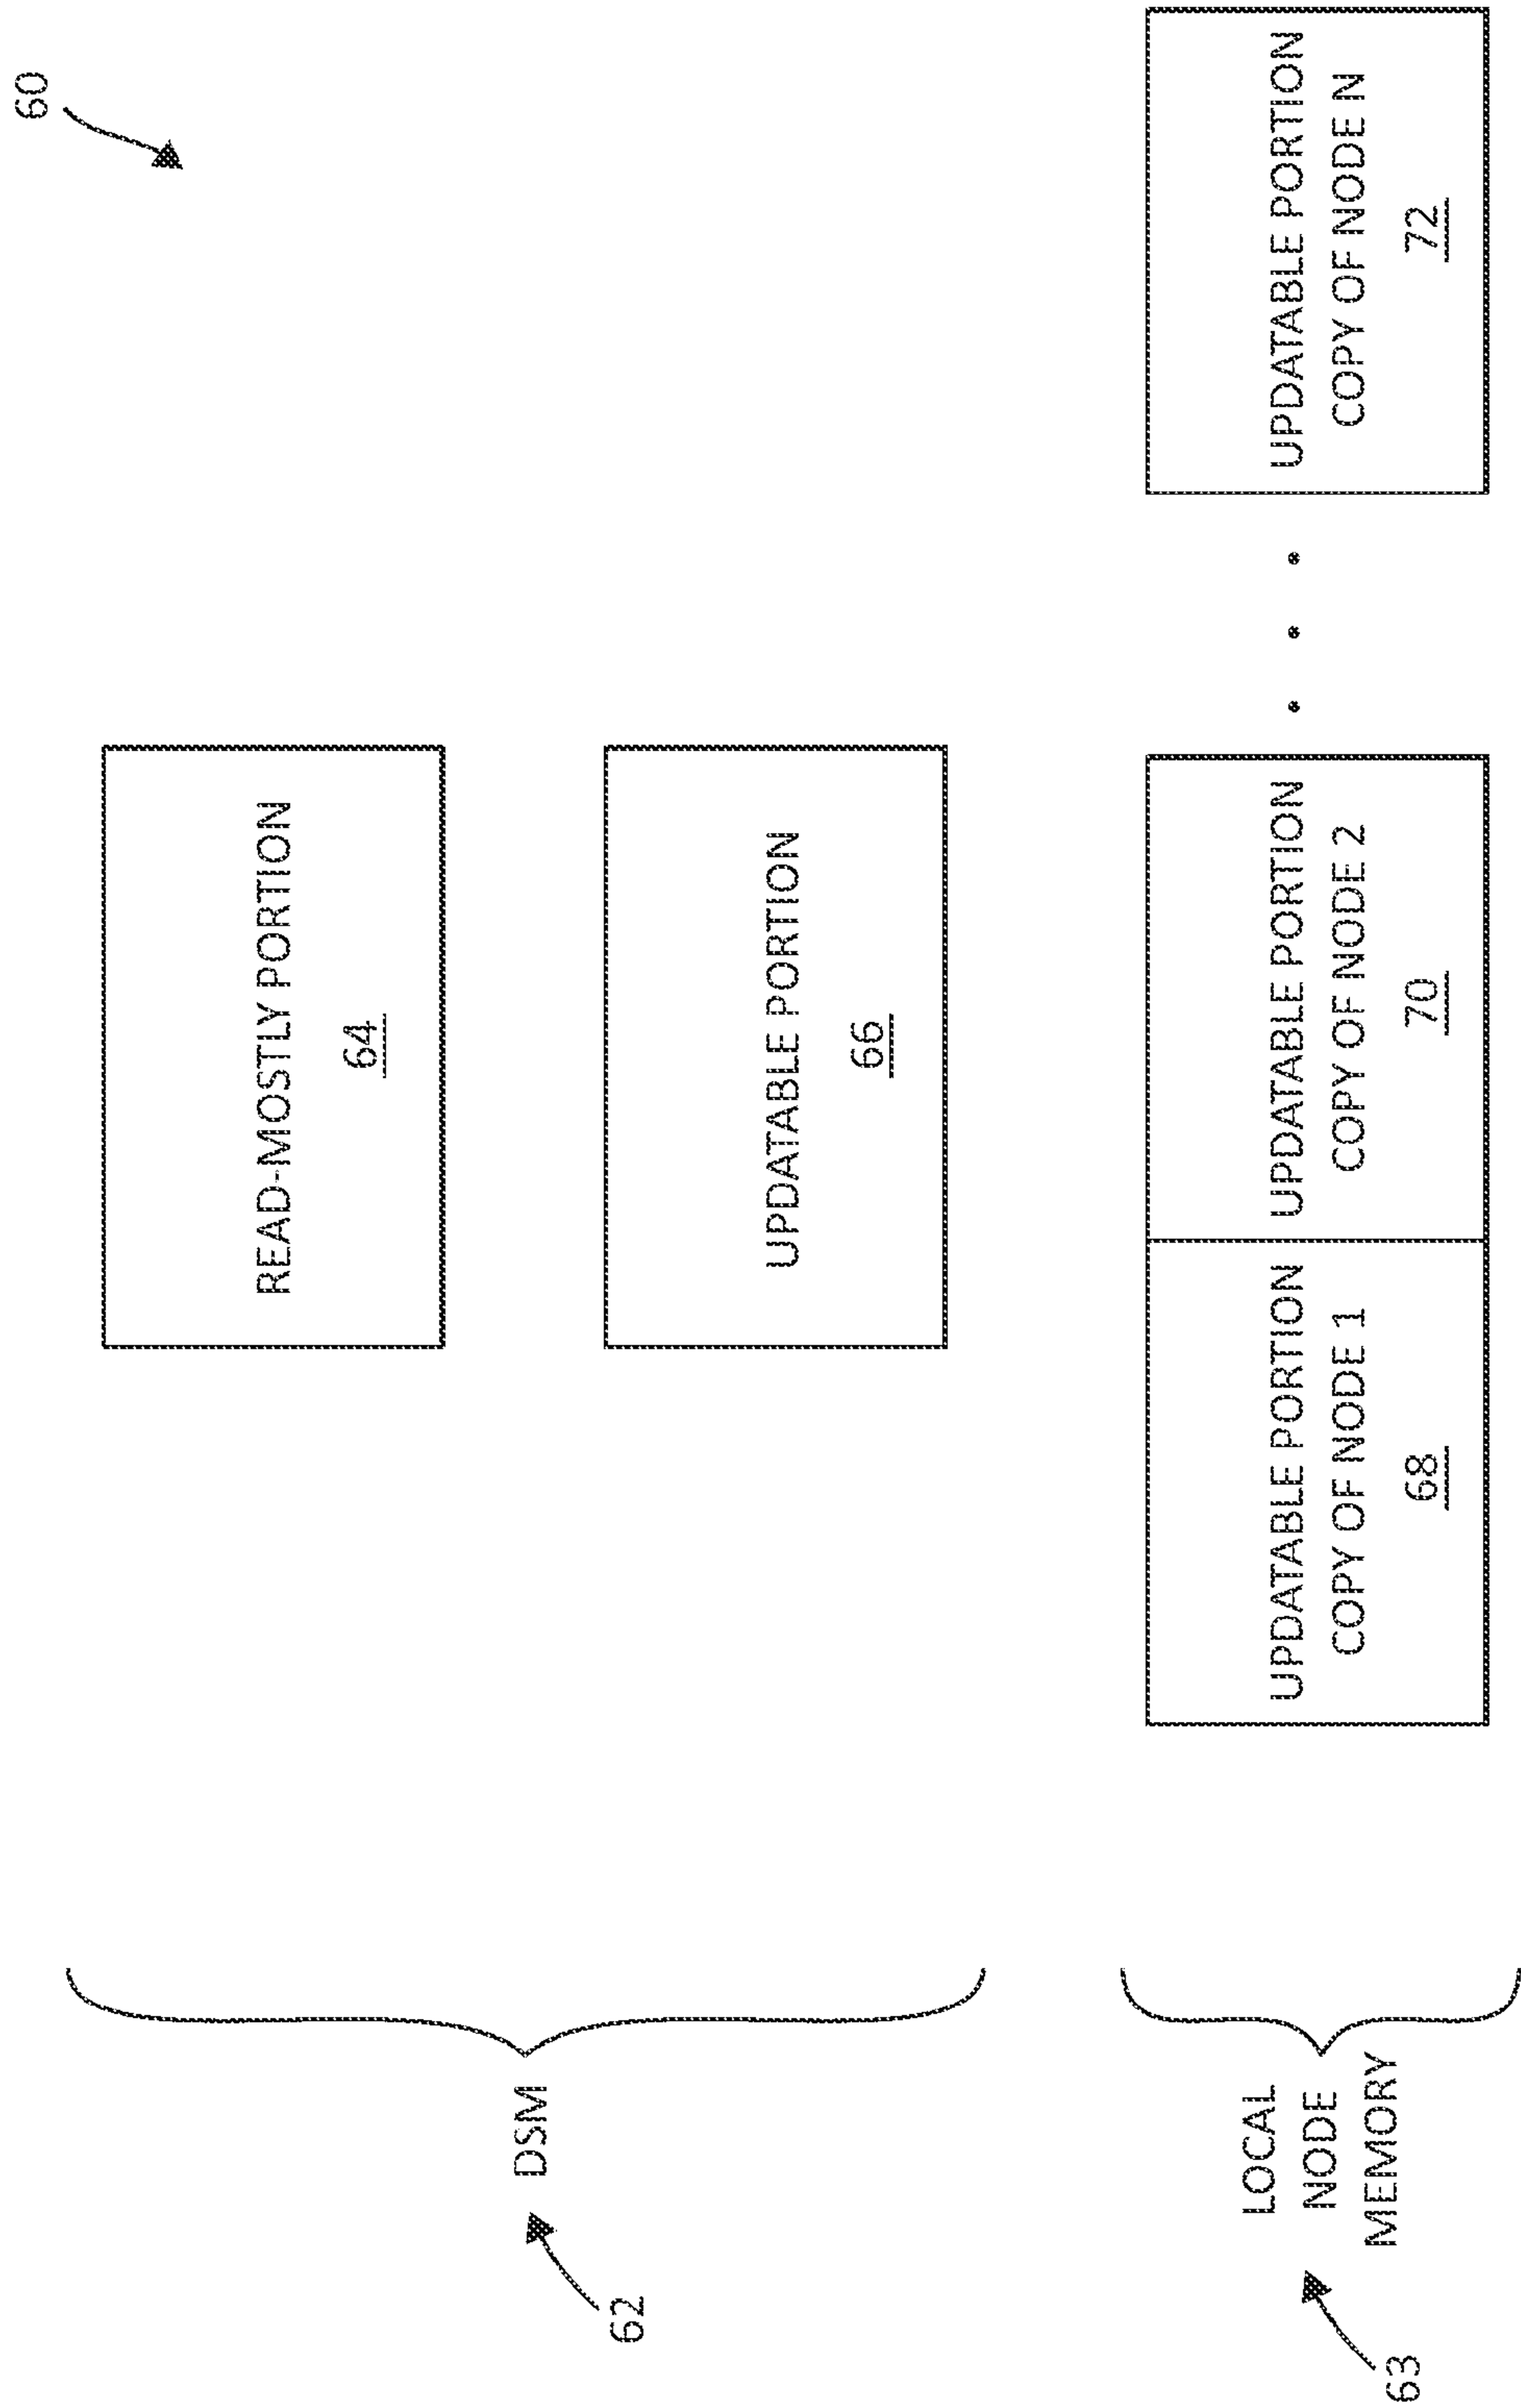 60
READ-MOSTLY PORTION
64
62
DSM
UPDATABLE PORTION
66
63
LOCAL
NODE
MEMORY
UPDATABLE PORTION
COPY OF NODE 1
68
UPDATABLE PORTION
COPY OF NODE 2
70
UPDATABLE PORTION
COPY OF NODE N
72